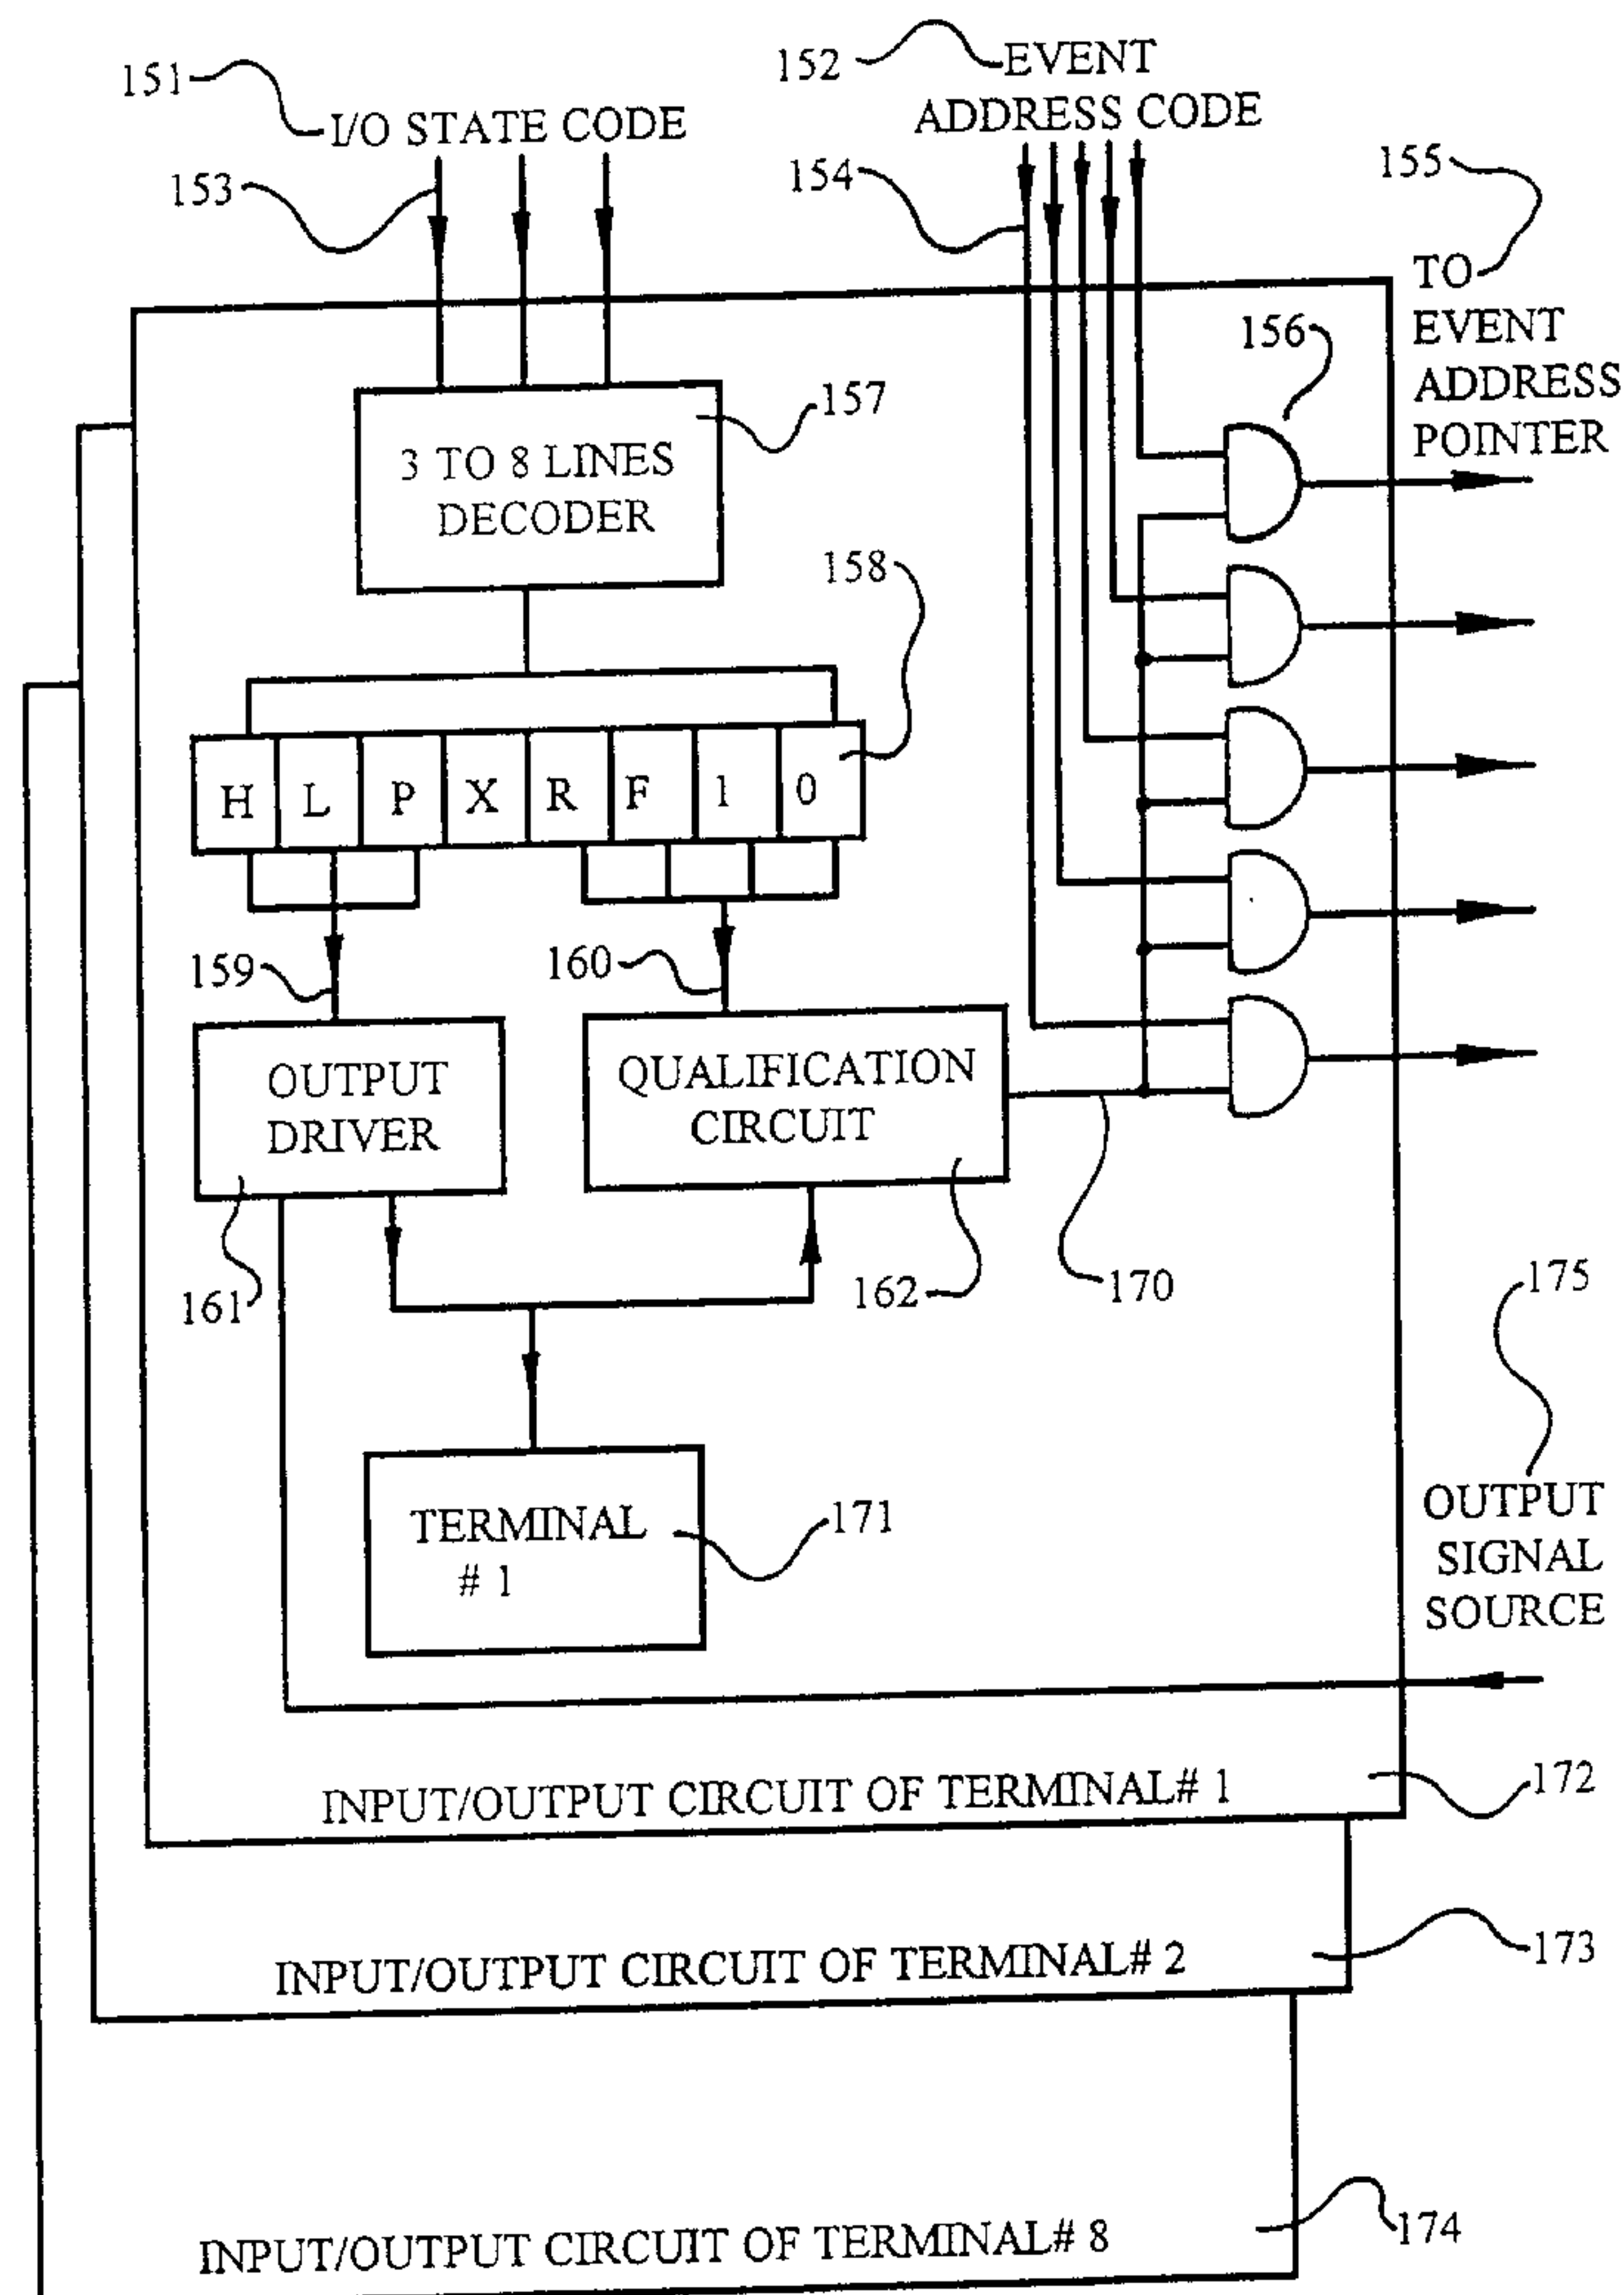 152
EVENT
ADDRESS CODE
151
I/O STATE CODE
153
154
155
TO
EVENT
ADDRESS
POINTER
156
157
3 TO 8 LINES
DECODER
158
H L P X R F 1 0
159
160
OUTPUT
DRIVER
QUALIFICATION
CIRCUIT
161
162
170
175
OUTPUT
SIGNAL
SOURCE
TERMINAL
# 1
171
INPUT/OUTPUT CIRCUIT OF TERMINAL# 1
172
INPUT/OUTPUT CIRCUIT OF TERMINAL# 2
173
INPUT/OUTPUT CIRCUIT OF TERMINAL# 8
174